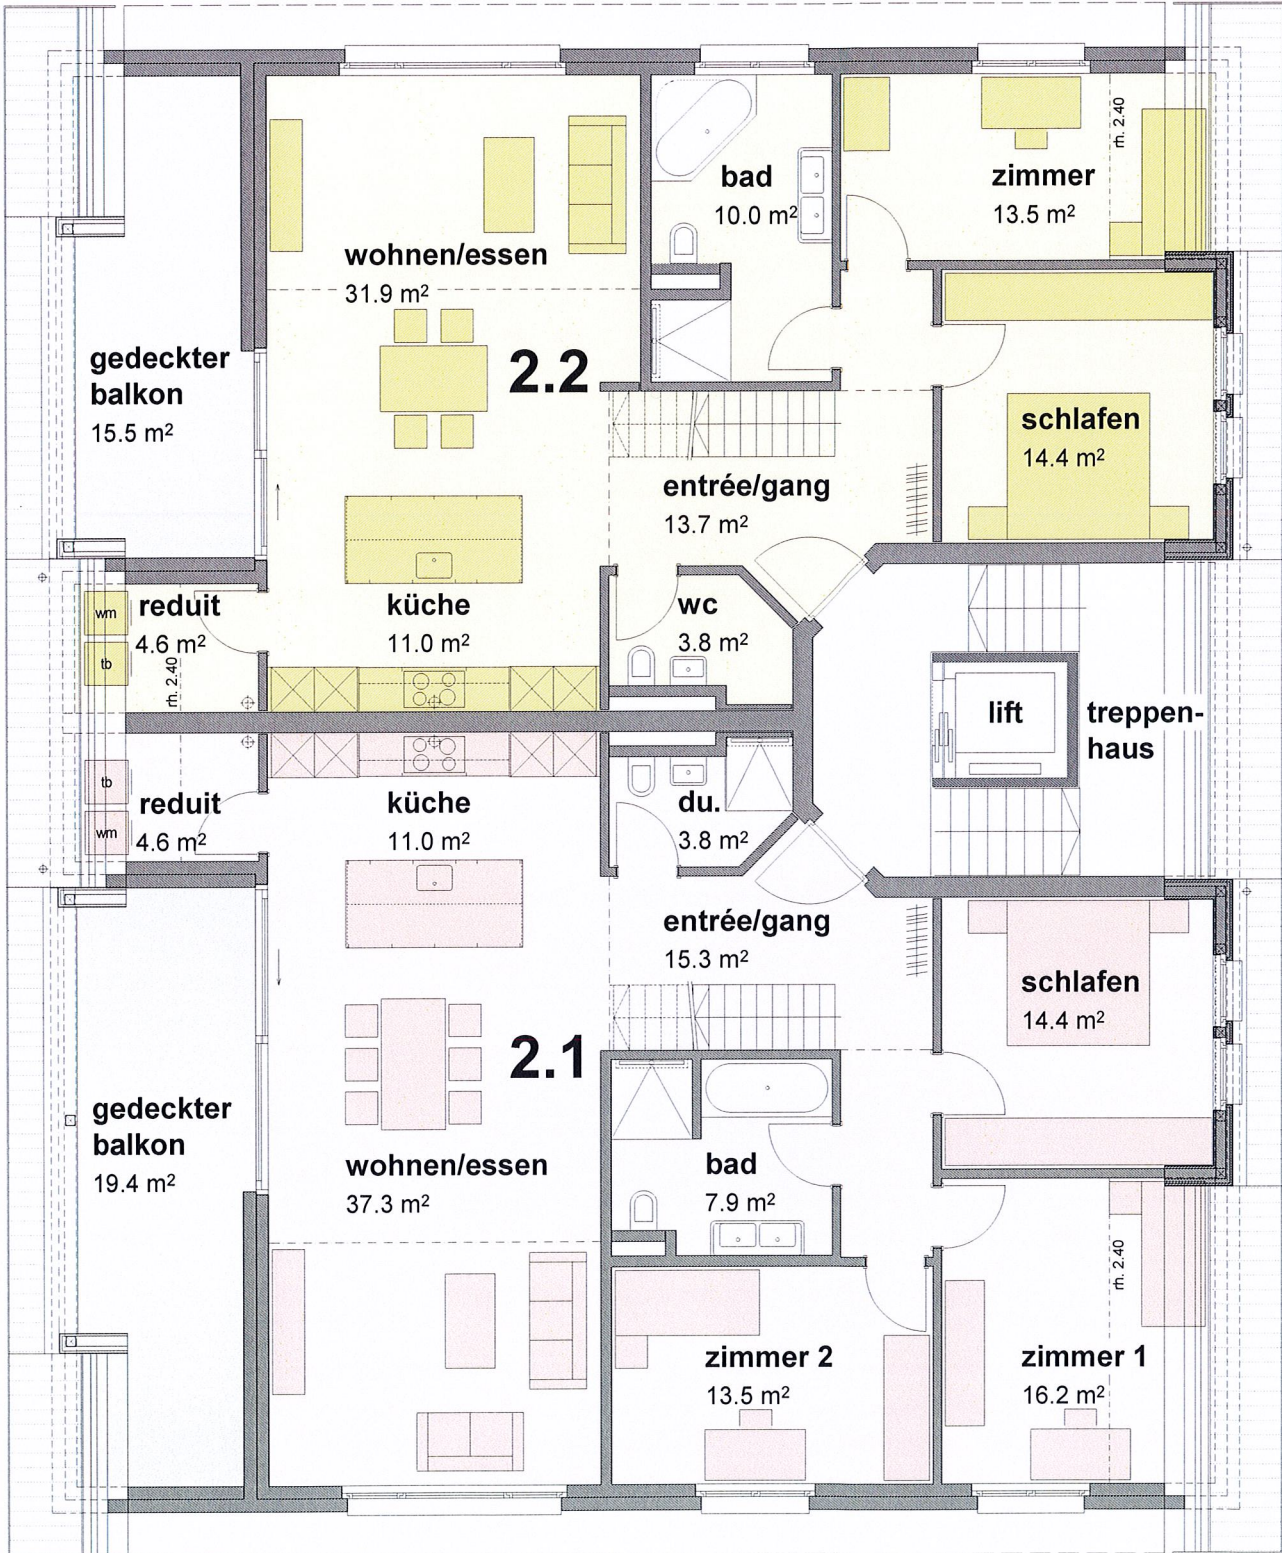 rh. 2.40
bad
10.0 m²
zimmer
13.5 m²
wohnen/essen
31.9 m²
gedeckter
balkon
15.5 m²
2.2
schlafen
14.4 m²
entrée/gang
13.7 m²
wm
tb
reduit
4.6 m²
rh. 2.40
küche
11.0 m²
wc
3.8 m²
lift
treppen-
haus
tb
wm
reduit
4.6 m²
küche
11.0 m²
du.
3.8 m²
entrée/gang
15.3 m²
schlafen
14.4 m²
2.1
gedeckter
balkon
19.4 m²
wohnen/essen
37.3 m²
bad
7.9 m²
rh. 2.40
zimmer 2
13.5 m²
zimmer 1
16.2 m²